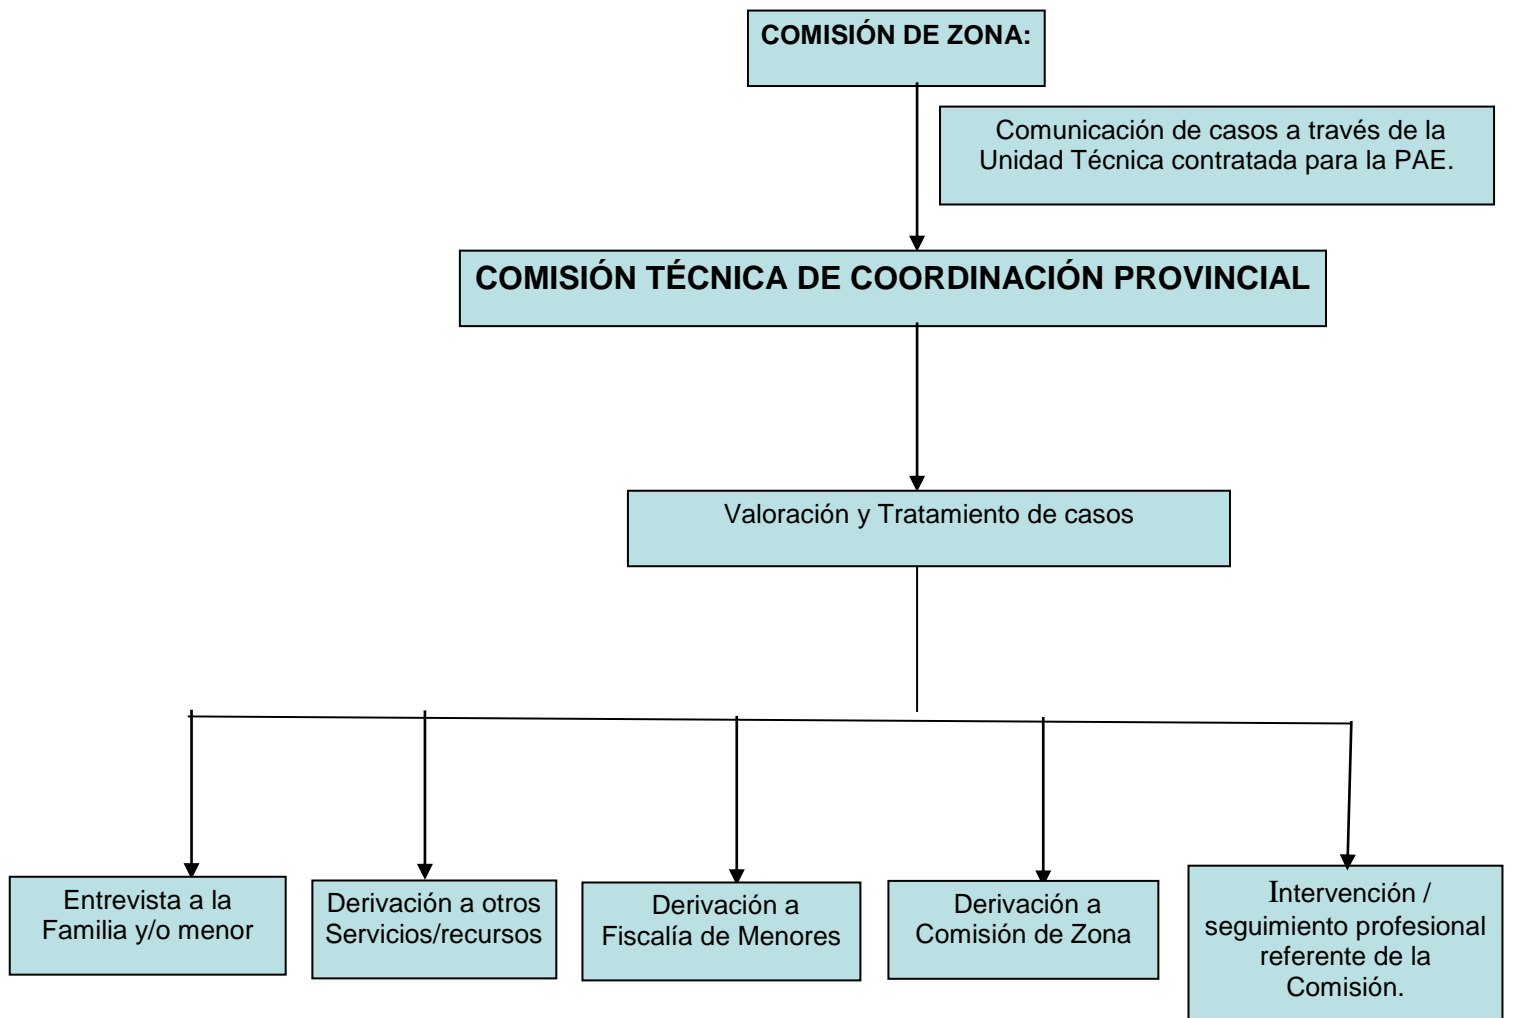 COMISIÓN DE ZONA:
Comunicación de casos a través de la
Unidad Técnica contratada para la PAE.
COMISIÓN TÉCNICA DE COORDINACIÓN PROVINCIAL
Valoración y Tratamiento de casos
Entrevista a la
Familia y/o menor
Derivación a otros
Servicios/recursos
Derivación a
Fiscalía de Menores
Derivación a
Comisión de Zona
Intervención /
seguimiento profesional
referente de la
Comisión.